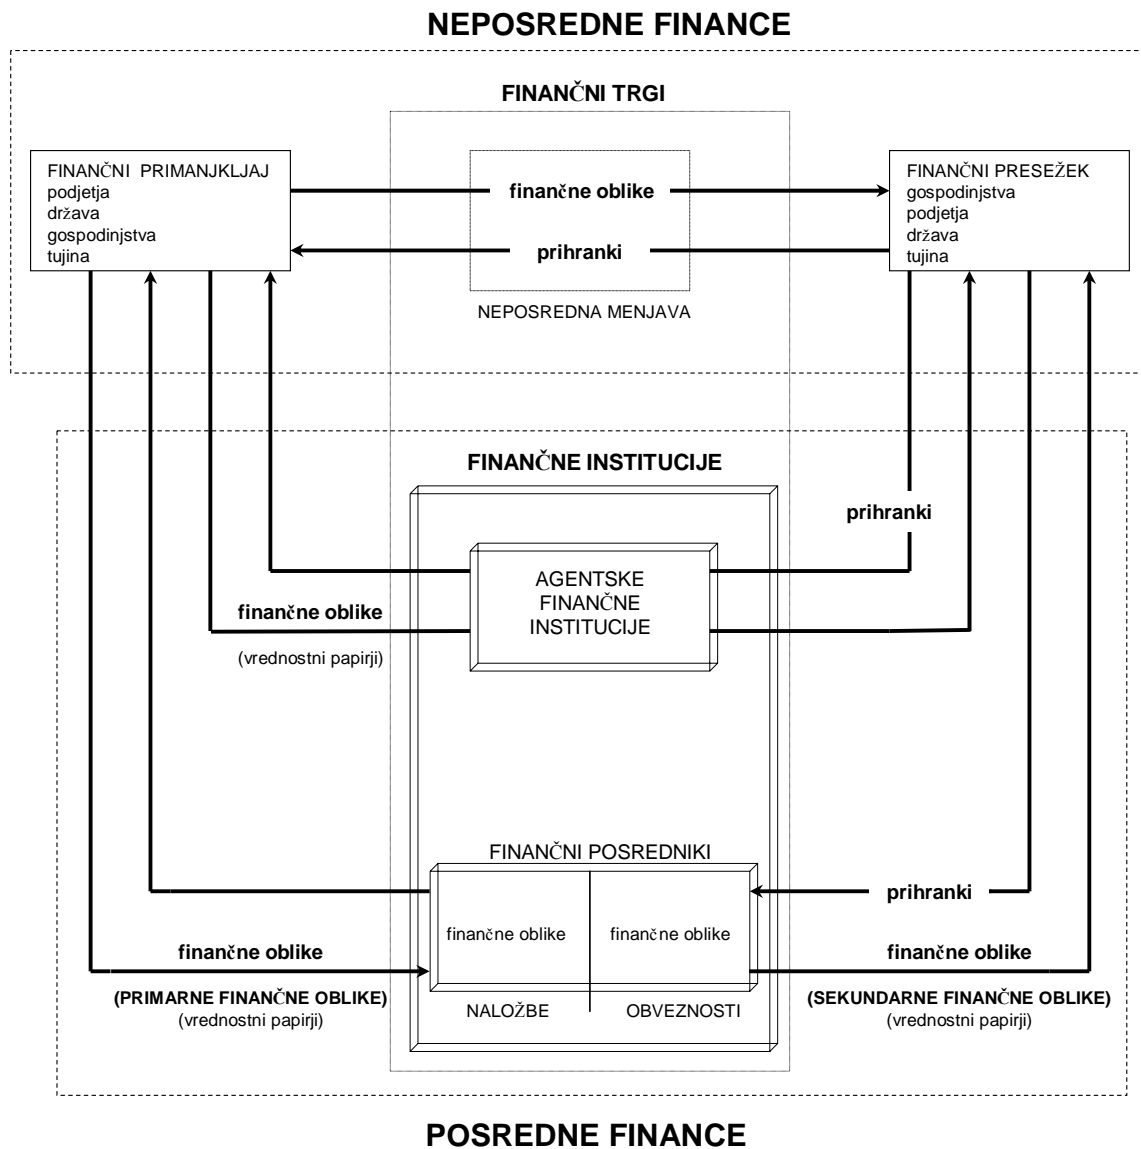 NEPOSREDNE FINANCE
FINANČNI TRGI
FINANČNI PRIMANJKLJAJ
podjetja
država
gospodinjstva
tujina
finančne oblike
prihranki
NEPOSREDNA MENJAVA
FINANČNI PRESEŽEK
gospodinjstva
podjetja
država
tujina
FINANČNE INSTITUCIJE
prihranki
AGENTSKE
FINANČNE
INSTITUCIJE
finančne oblike
(vrednostni papirji)
FINANČNI POSREDNIKI
prihranki
finančne oblike
finančne oblike
finančne oblike
(PRIMARNE FINANČNE OBLIKE)
(vrednostni papirji)
NALOŽBE
OBVEZNOSTI
finančne oblike
(SEKUNDARNE FINANČNE OBLIKE)
(vrednostni papirji)
POSREDNE FINANCE